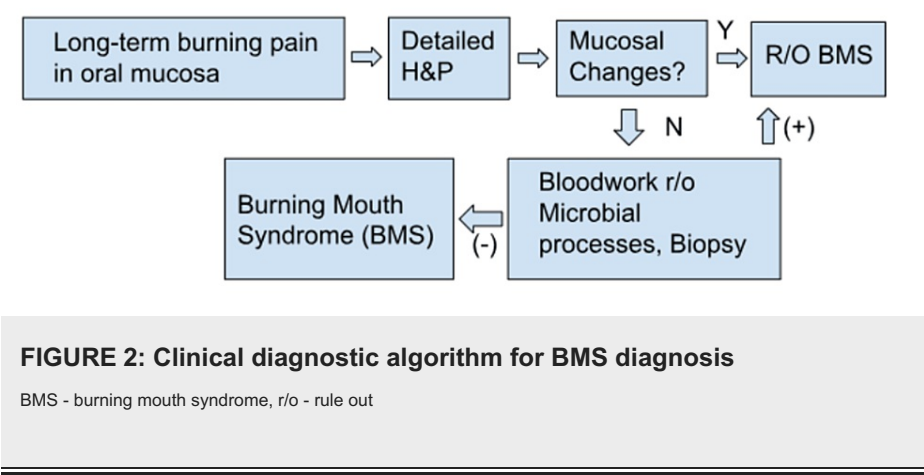 Long-term burning pain
in oral mucosa
Detailed
H&P
Mucosal
Changes?
Y
R/O BMS
N
(+)
Bloodwork r/o
Microbial
processes, Biopsy
(-)
Burning Mouth
Syndrome (BMS)
FIGURE 2: Clinical diagnostic algorithm for BMS diagnosis
BMS - burning mouth syndrome, r/o - rule out